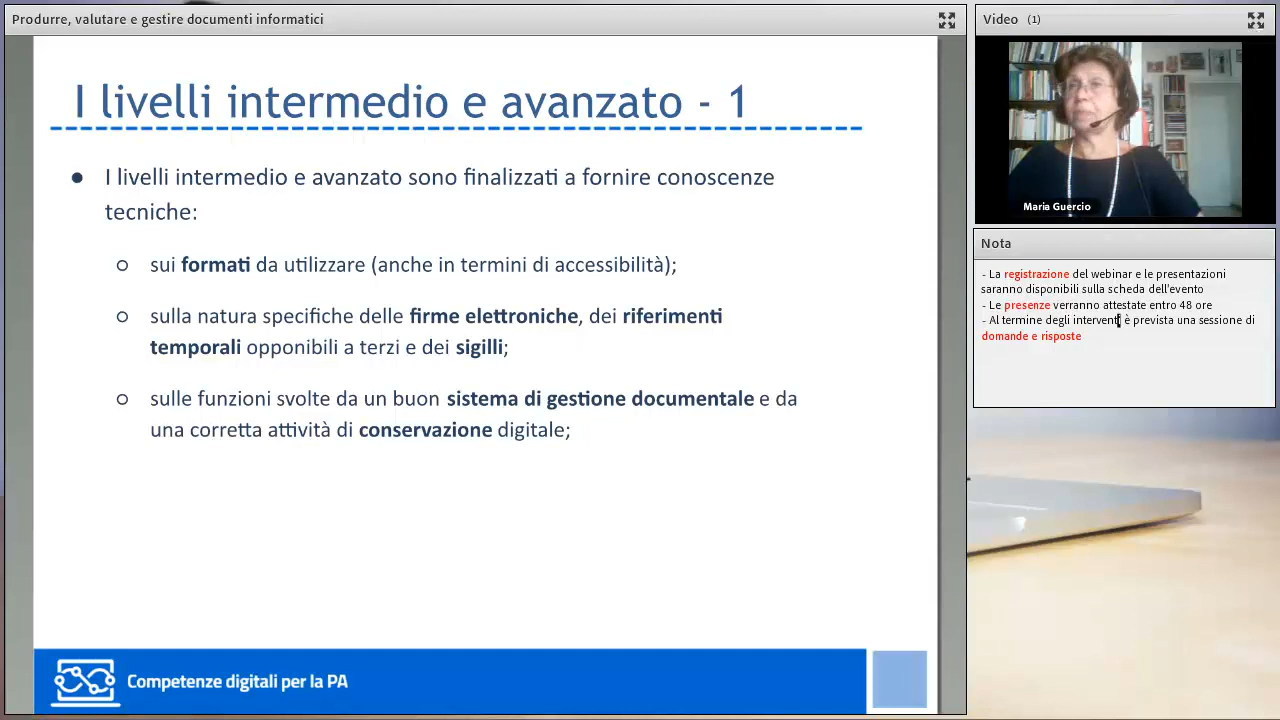 Produrre, valutare e gestire documenti informatici
I livelli intermedio e avanzato - 1
● I livelli intermedio e avanzato sono finalizzati a fornire conoscenze
tecniche:
○ sui formati da utilizzare (anche in termini di accessibilità);
○ sulla natura specifiche delle firme elettroniche, dei riferimenti
temporali opponibili a terzi e dei sigilli;
○ sulle funzioni svolte da un buon sistema di gestione documentale e da
una corretta attività di conservazione digitale;
Competenze digitali per la PA
Video (1)
Maria Guercio
Nota
- La registrazione del webinar e le presentazioni
saranno disponibili sulla scheda dell'evento
- Le presenze verranno attestate entro 48 ore
- Al termine degli interventi è prevista una sessione di
domande e risposte